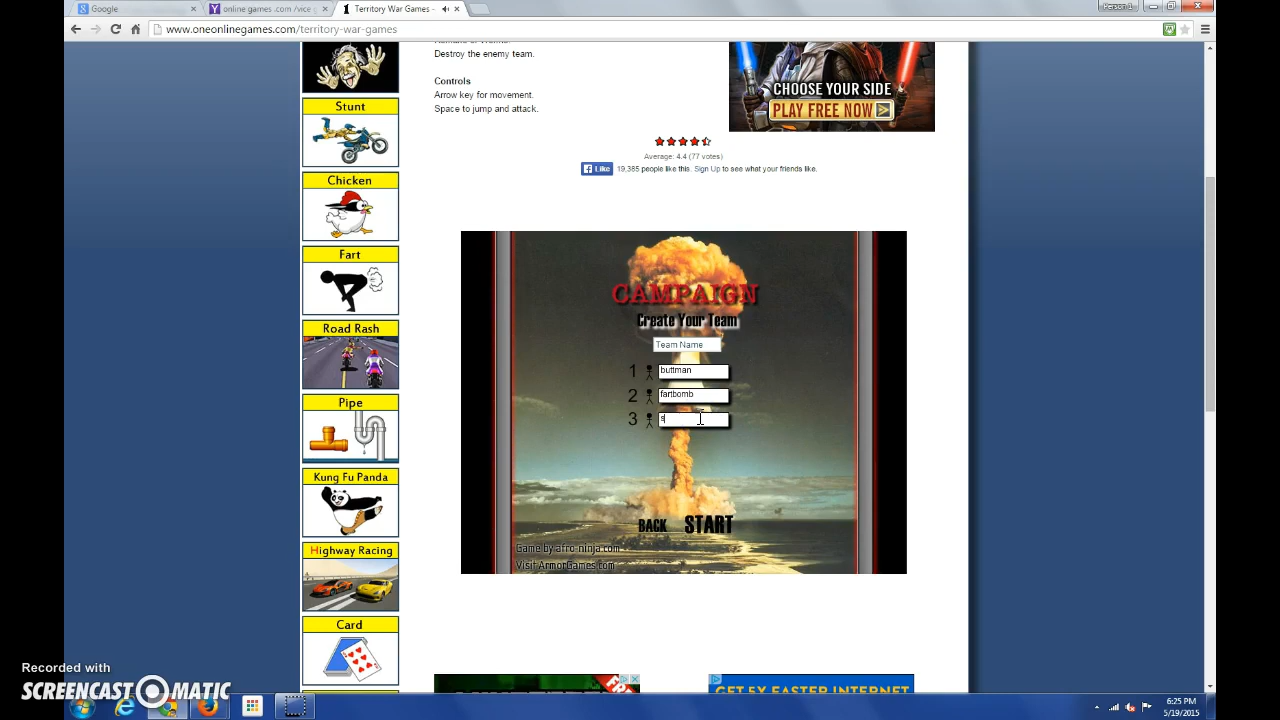 Google
online games .com /vice g
Territory War Games -
Person 1
www.oneonlinegames.com/territory-war-games
Destroy the enemy team.
Controls
Arrow key for movement.
Space to jump and attack.
CHOOSE YOUR SIDE
PLAY FREE NOW
Average: 4.4 (77 votes)
Like 19,385 people like this. Sign Up to see what your friends like.
Stunt
Chicken
Fart
Road Rash
Pipe
Kung Fu Panda
Highway Racing
Card
CAMPAIGN
Create Your Team
Team Name
1 buttman
2 fartbomb
3 s
BACK START
Game by afro-ninja.com
Visit ArmorGames.com
GET 5X FASTER INTERNET
Recorded with
SCREENCAST-O-MATIC
6:25 PM
5/19/2015